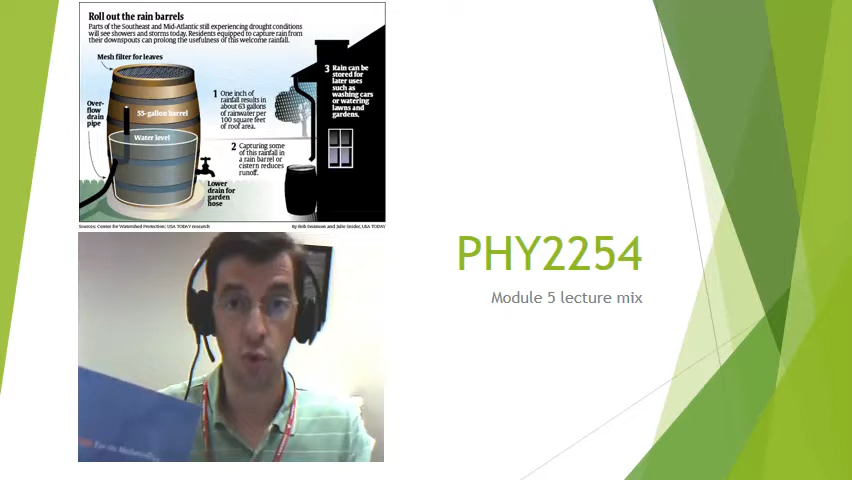 Roll out the rain barrels
Parts of the Southeast and Mid-Atlantic still experiencing drought conditions
will see showers and storms today. Residents equipped to capture rain from
their downspouts can prolong the usefulness of this welcome rainfall.
Mesh filter for leaves
Over-
flow
drain
pipe
55-gallon barrel
Water level
1 One inch of
rainfall results in
about 63 gallons
of rainwater per
100 square feet
of roof area.
2 Capturing some
of this rainfall in
a rain barrel or
cistern reduces
runoff.
Lower
drain for
garden
hose
3 Rain can be
stored for
later uses
such as
washing cars
or watering
lawns and
gardens.
Sources: Center for Watershed Protection; USA TODAY research
PHY2254
Module 5 lecture mix